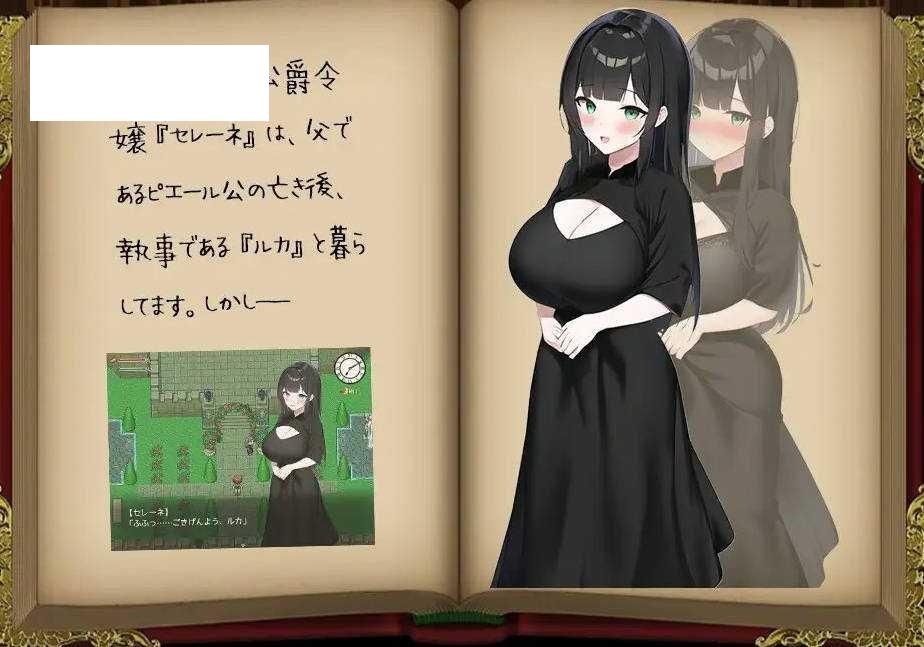 公爵令
嬢『セレーネ』は、父で
あるピエール公の亡き後、
執事である『ルカ』と暮ら
してます。しかし──
【セレーネ】
「ふふっ……ごきげんよう、ルカ」